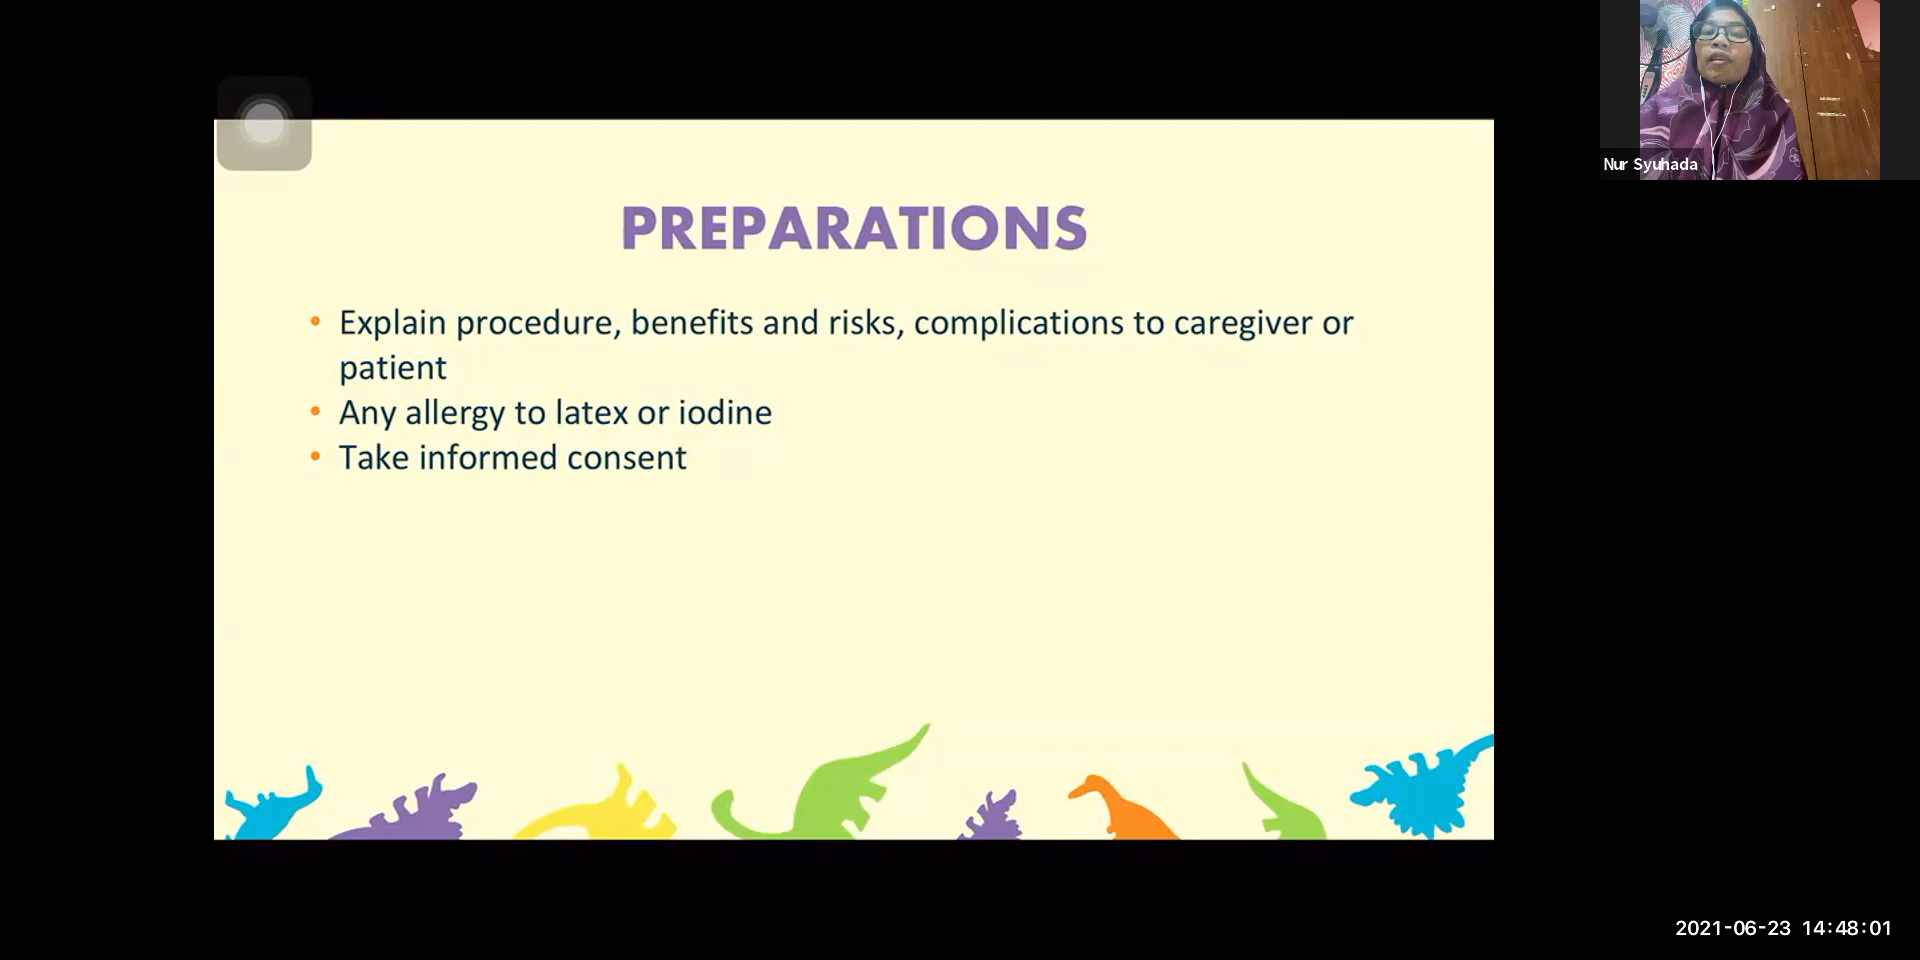 Nur Syuhada
PREPARATIONS
• Explain procedure, benefits and risks, complications to caregiver or
patient
• Any allergy to latex or iodine
• Take informed consent
2021-06-23 14:48:01